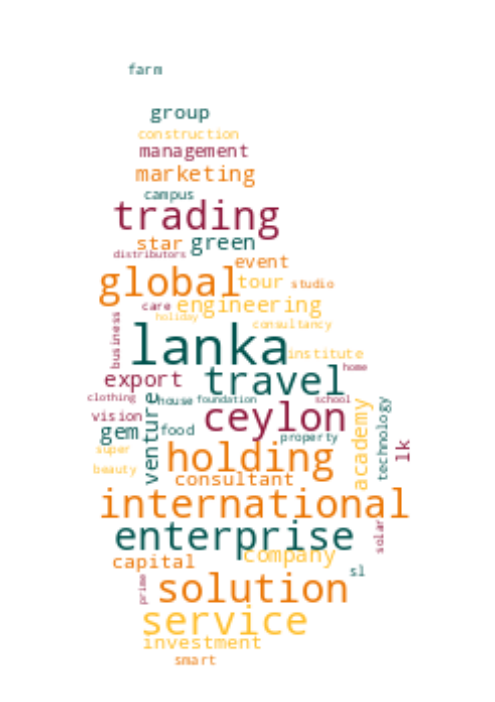 farm
group
construction
management
marketing
campus
trading
star green
distributors
event
global tour studio
care engineering
holiday
business consultancy
lanka institute
home
export travel
clothing house foundation school
vision ceylon
gem venture food property academy technology lk
super
holding
beauty
consultant
international
enterprise solar
company
capital
sl
prime solution
service
investment
smart